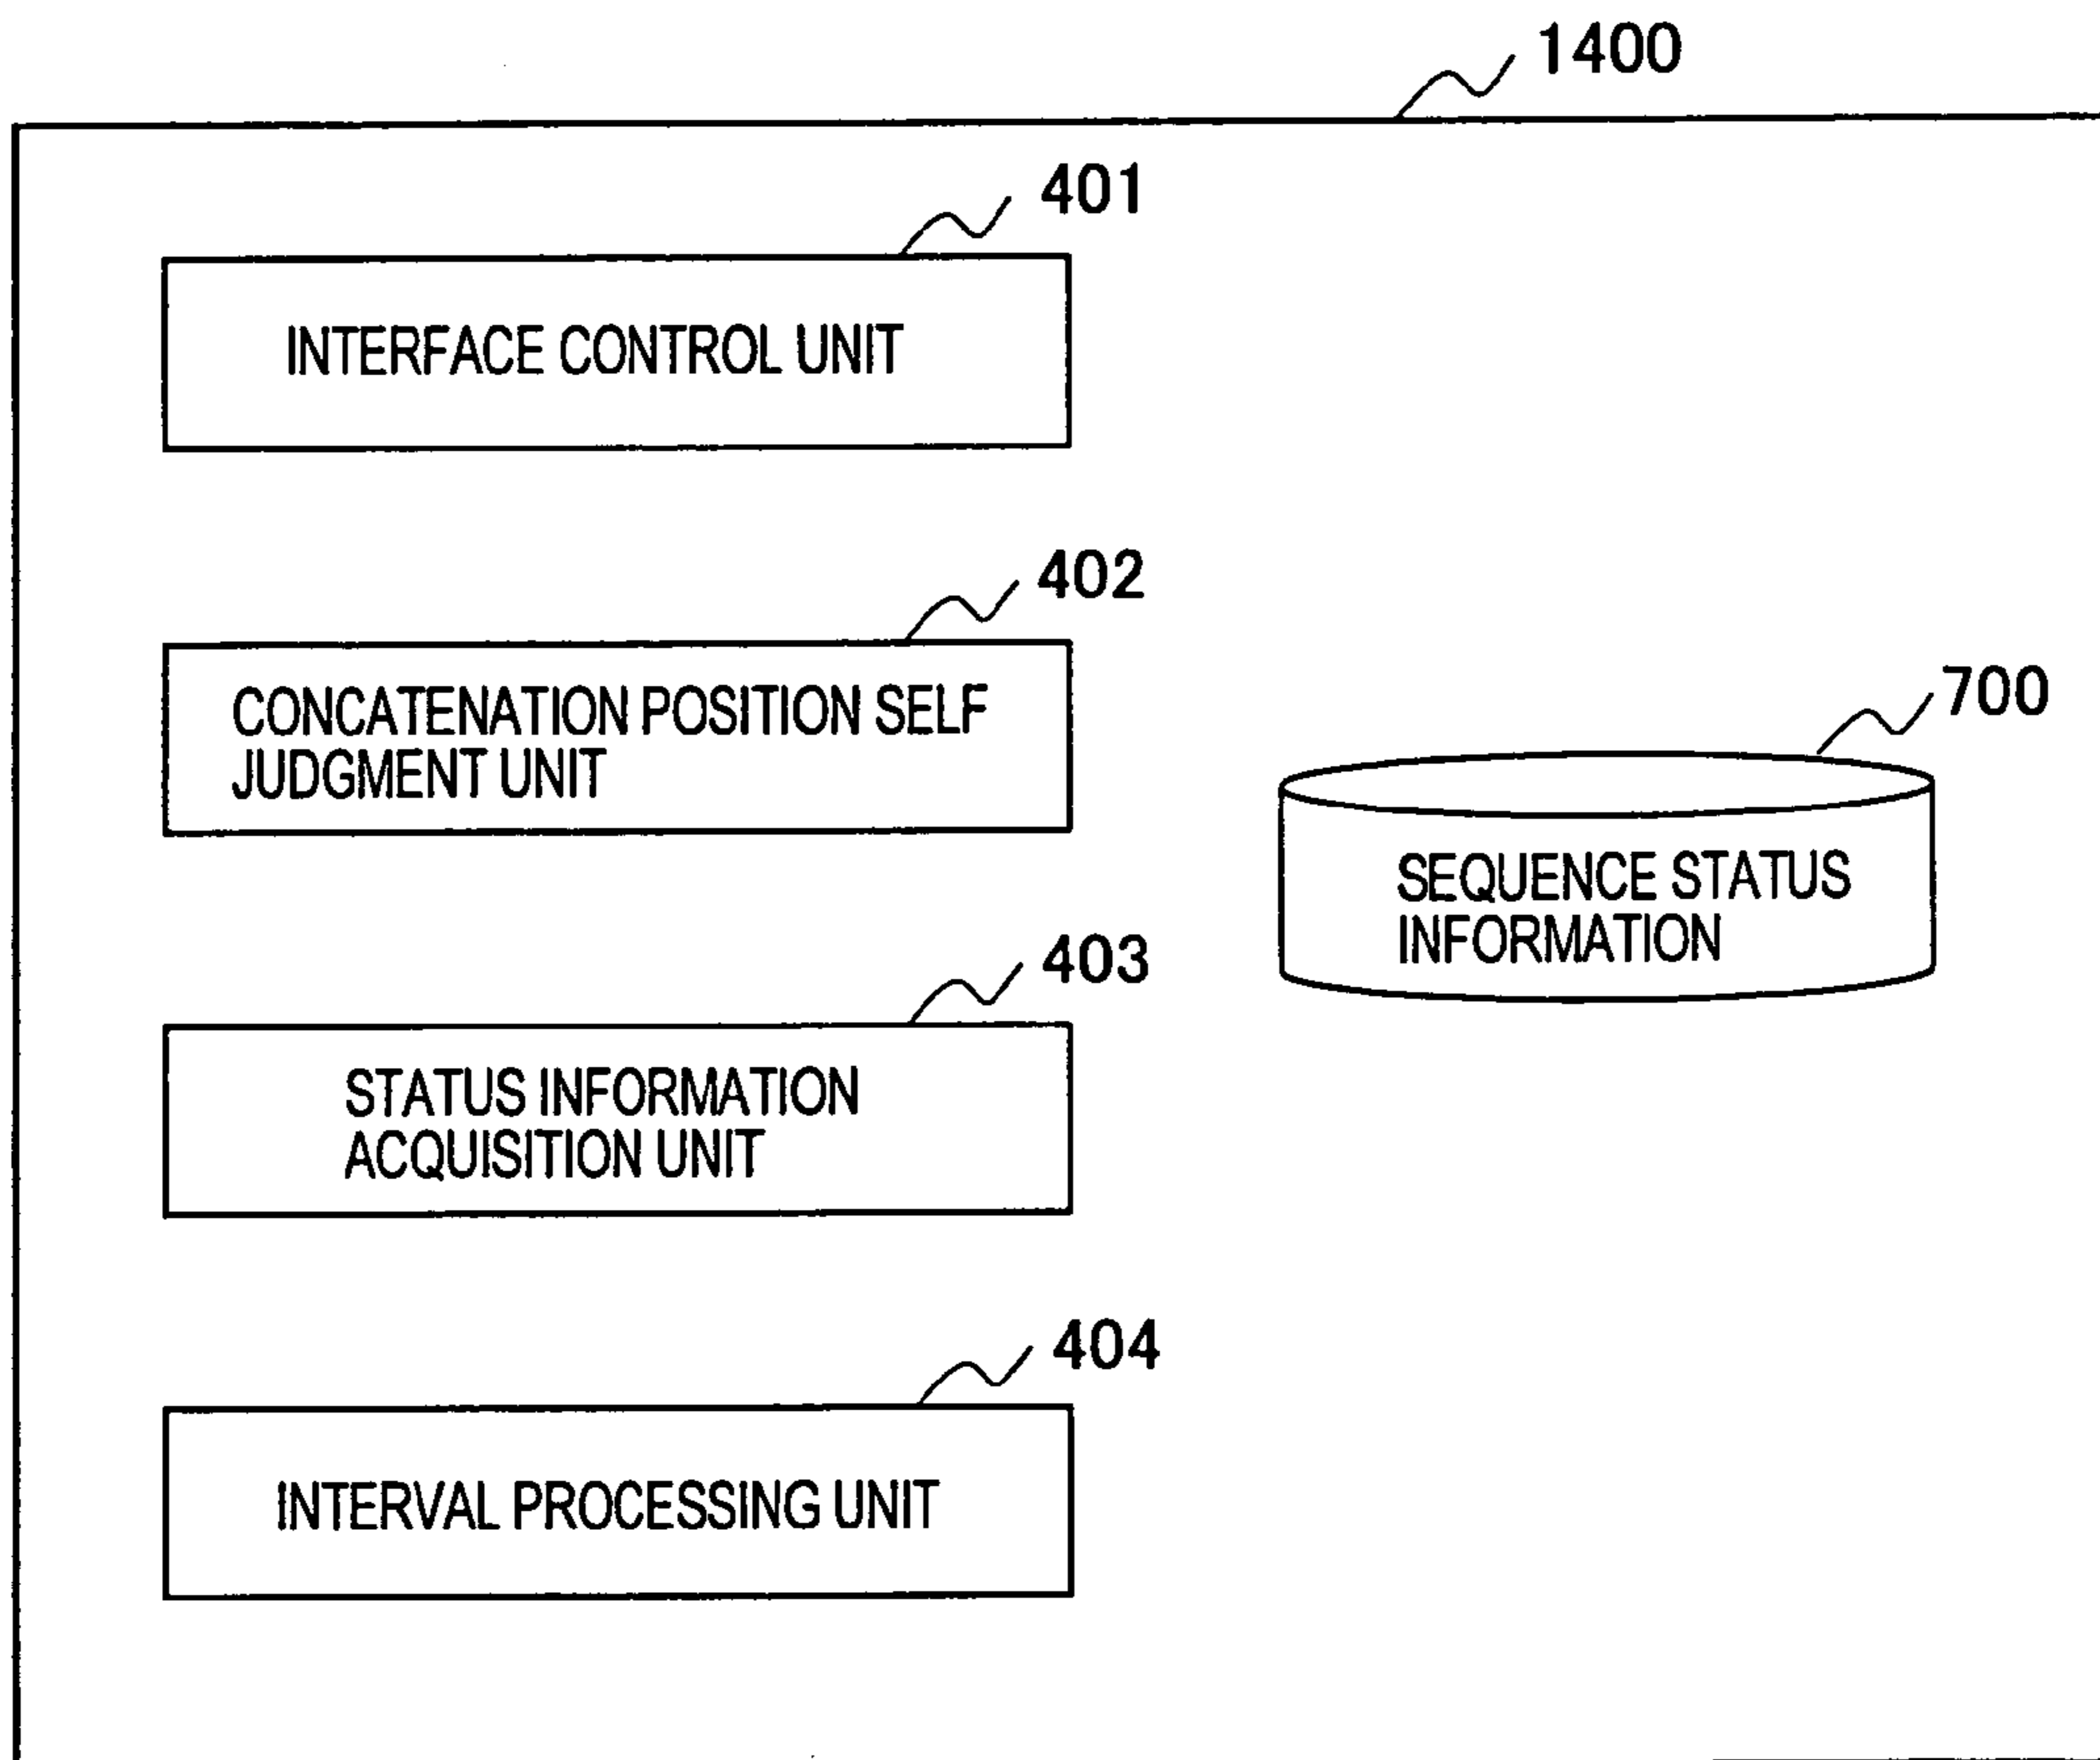 1400
401
INTERFACE CONTROL UNIT
402
CONCATENATION POSITION SELF
JUDGMENT UNIT
700
SEQUENCE STATUS
INFORMATION
403
STATUS INFORMATION
ACQUISITION UNIT
404
INTERVAL PROCESSING UNIT